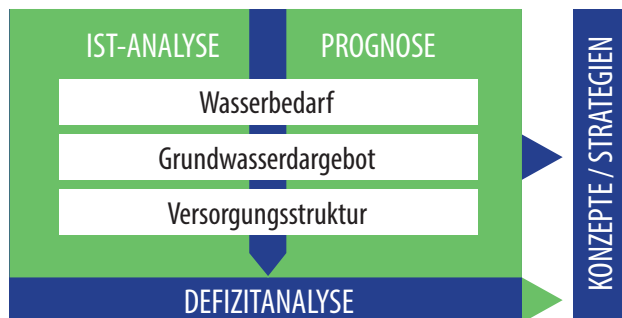 IST-ANALYSE PROGNOSE
Wasserbedarf
Grundwasserdargebot
Versorgungsstruktur
DEFIZITANALYSE
KONZEPTE / STRATEGIEN